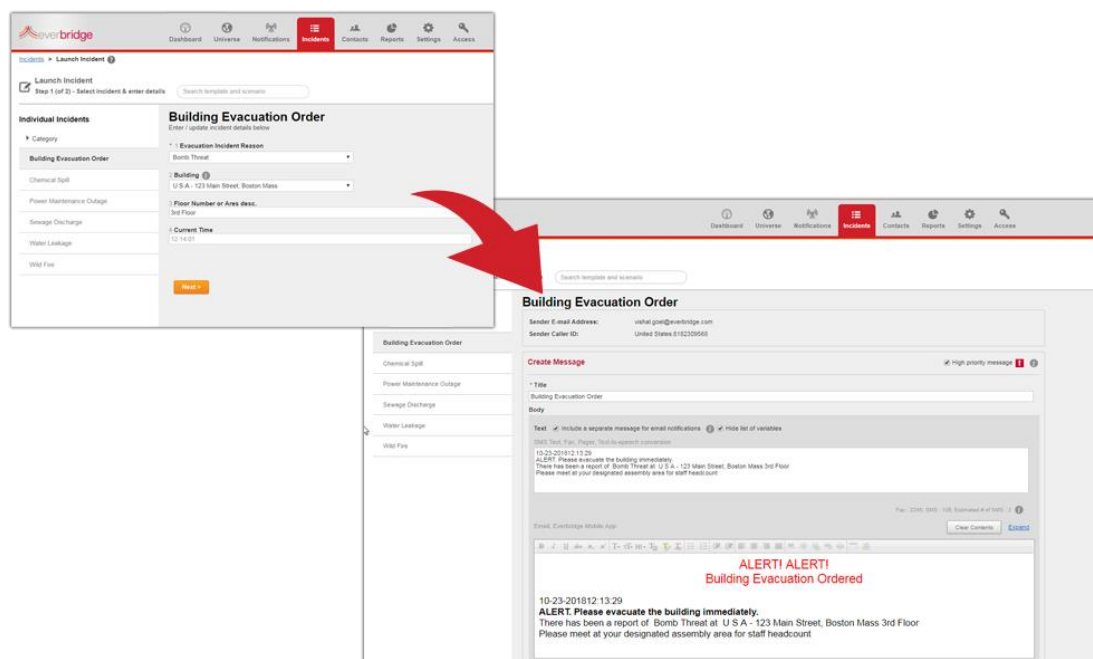 everbridge
Dashboard Universe Notifications Incidents Contacts Reports Settings Access
Incidents > Launch Incident
Launch Incident
Step 1 (of 2) - Select incident & enter details
Search template and scenario
Individual Incidents
Category
Building Evacuation Order
Chemical Spill
Power Maintenance Outage
Sewage Discharge
Water Leakage
Wild Fire
Building Evacuation Order
Enter / update incident details below
* 1 Evacuation Incident Reason
Bomb Threat
2 Building
U S A - 123 Main Street, Boston Mass
3 Floor Number or Area desc.
3rd Floor
4 Current Time
12:14:01
Next >
Dashboard Universe Notifications Incidents Contacts Reports Settings Access
Search template and scenario
Building Evacuation Order
Chemical Spill
Power Maintenance Outage
Sewage Discharge
Water Leakage
Wild Fire
Building Evacuation Order
Sender E-mail Address: vishal.goel@everbridge.com
Sender Caller ID: United States 8182309568
Create Message
High priority message !
* Title
Building Evacuation Order
Body
Text Include a separate message for email notifications Hide list of variables
SMS Text, Fax, Pager, Text-to-speech conversion
10-23-201812:13:29
ALERT. Please evacuate the building immediately.
There has been a report of Bomb Threat at U S A - 123 Main Street, Boston Mass 3rd Floor
Please meet at your designated assembly area for staff headcount
Email, Everbridge Mobile App
Clear Contents Expand
ALERT! ALERT!
Building Evacuation Ordered
10-23-201812:13:29
ALERT. Please evacuate the building immediately.
There has been a report of Bomb Threat at U S A - 123 Main Street, Boston Mass 3rd Floor
Please meet at your designated assembly area for staff headcount